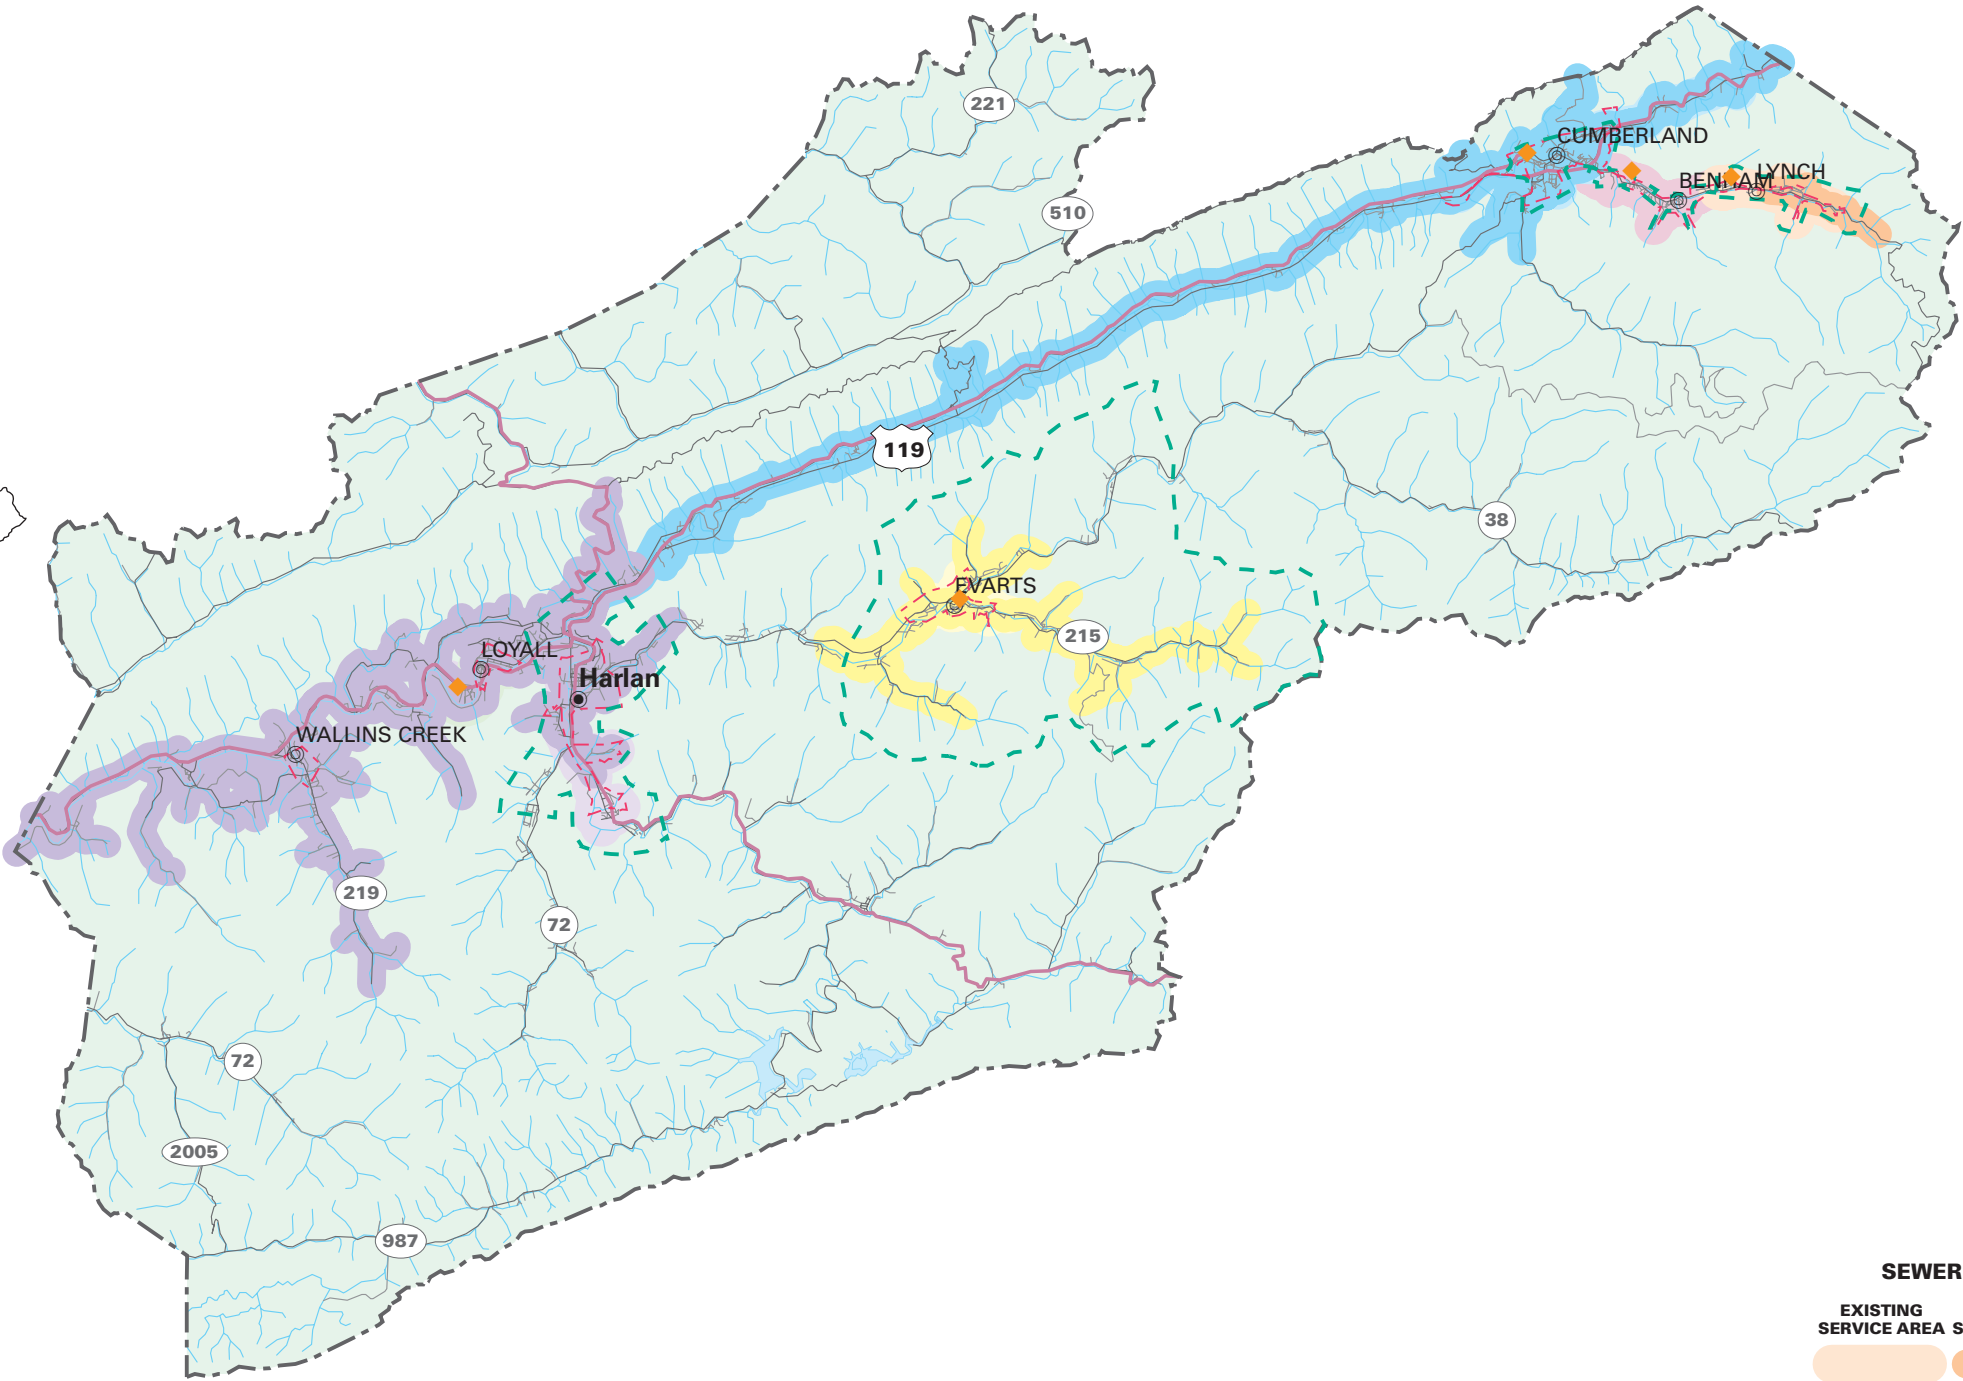 221
CUMBERLAND
LYNCH
BENHAM
510
119
38
EVARTS
215
LOYALL
Harlan
WALLINS CREEK
219
72
72
2005
987
SEWER
EXISTING
SERVICE AREA S